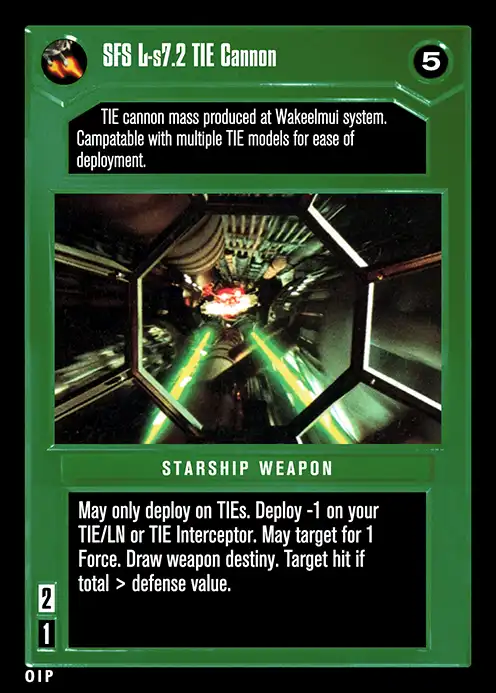 SFS L-s7.2 TIE Cannon
5
TIE cannon mass produced at Wakeelmui system.
Campatable with multiple TIE models for ease of
deployment.
STARSHIP WEAPON
May only deploy on TIEs. Deploy -1 on your
TIE/LN or TIE Interceptor. May target for 1
Force. Draw weapon destiny. Target hit if
total > defense value.
2
1
OIP